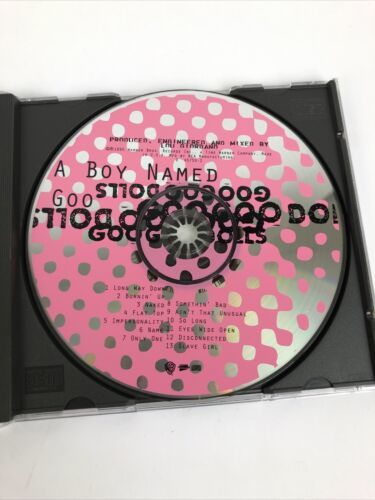 PRODUCED, ENGINEERED AND MIXED BY
LOU GIORDANO
A BOY NAMED
GOO
GOO GOO DOLLS
1 LONG WAY DOWN
2 BURNIN' UP
3 NAKED
4 FLAT TOP
5 IMPERSONALITY
6 NAME
7 ONLY ONE
8 SOMETHIN' BAD
9 AIN'T THAT UNUSUAL
10 SO LONG
11 EYES WIDE OPEN
12 DISCONNECTED
13 SLAVE GIRL